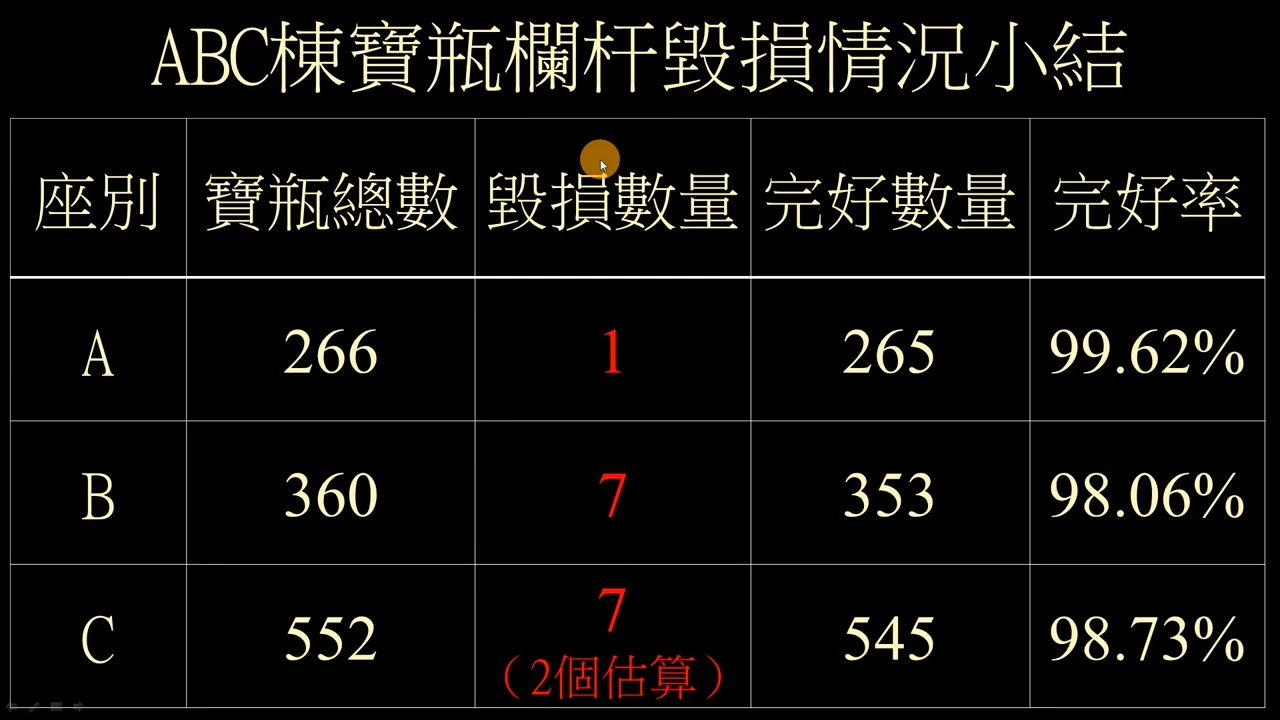 ABC棟寶瓶欄杆毀損情況小結
座別 寶瓶總數 毀損數量 完好數量 完好率
A 266 1 265 99.62%
B 360 7 353 98.06%
C 552 7 545 98.73%
（2個估算）